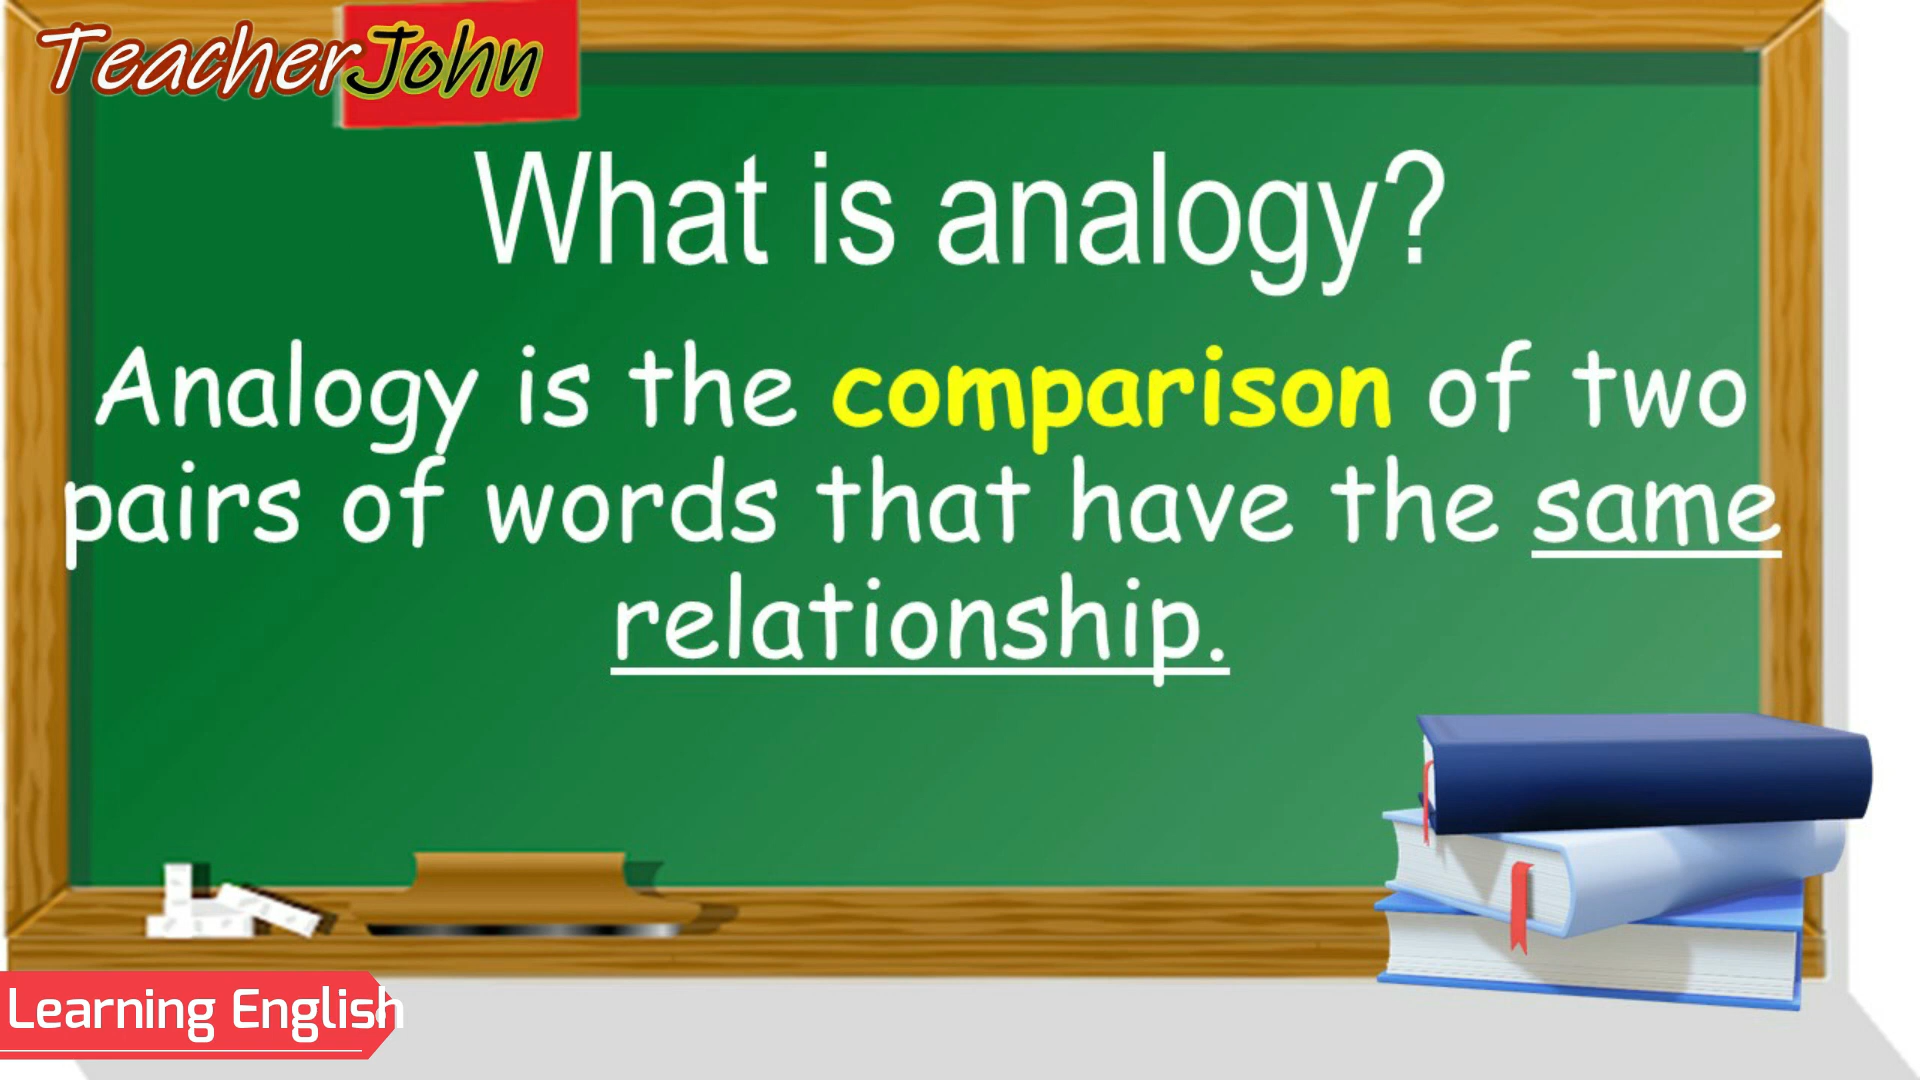 TeacherJohn
What is analogy?
Analogy is the comparison of two
pairs of words that have the same
relationship.
Learning English